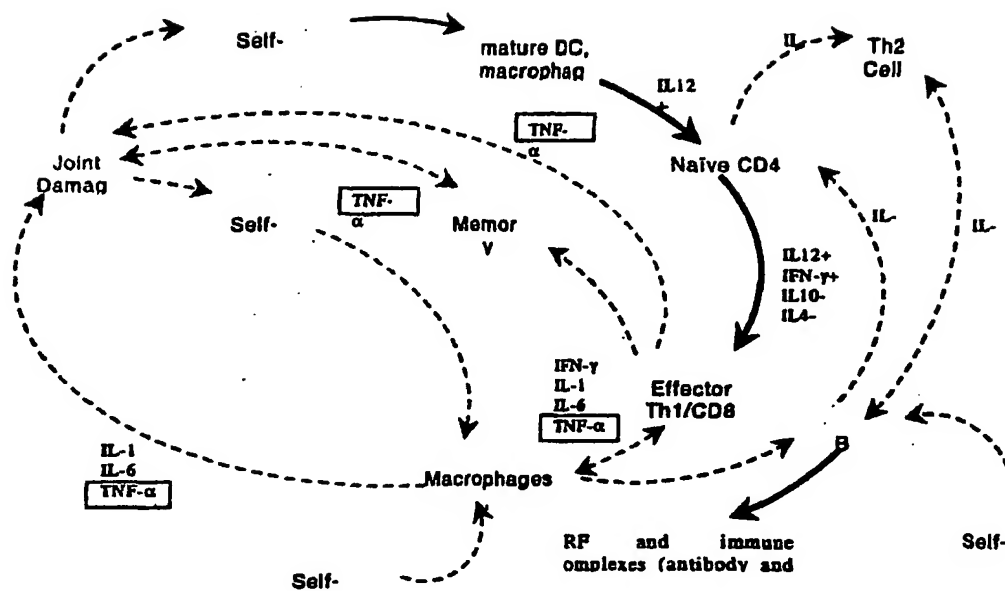 Self-
mature DC,
macrophag
IL-
Th2
Cell
IL12
+
TNF-
α
Joint
Damag
Naïve CD4
TNF-
α
Self-
Memor
y
IL-
IL-
IL12+
IFN-γ+
IL10-
IL4-
IFN-γ
IL-1
IL-6
TNF-α
Effector
Th1/CD8
B
IL-1
IL-6
TNF-α
Macrophages
RF and immune
omplexes (antibody and
Self-
Self-